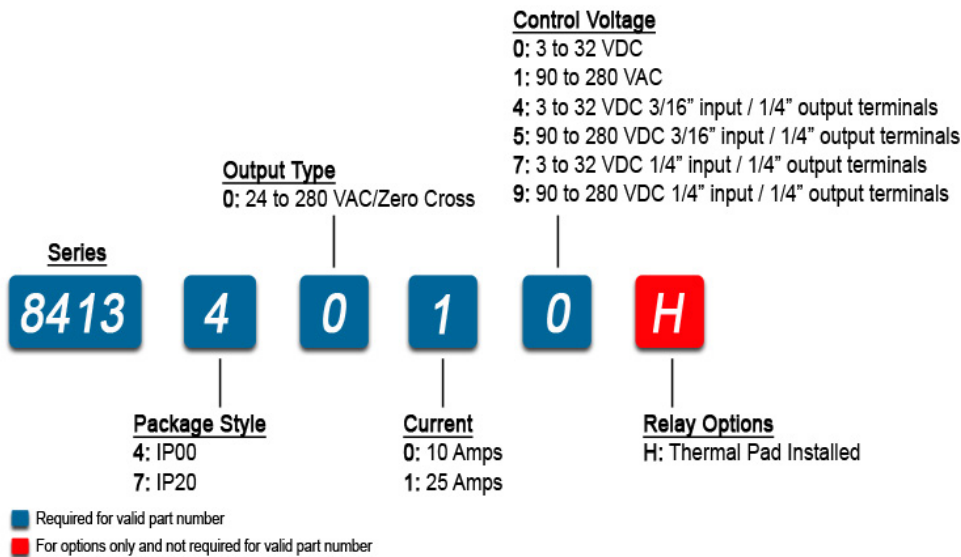 Control Voltage
0: 3 to 32 VDC
1: 90 to 280 VAC
4: 3 to 32 VDC 3/16” input / 1/4” output terminals
5: 90 to 280 VDC 3/16” input / 1/4” output terminals
7: 3 to 32 VDC 1/4” input / 1/4” output terminals
9: 90 to 280 VDC 1/4” input / 1/4” output terminals
Output Type
0: 24 to 280 VAC/Zero Cross
Series
8413 4 0 1 0 H
Package Style
4: IP00
7: IP20
Current
0: 10 Amps
1: 25 Amps
Relay Options
H: Thermal Pad Installed
Required for valid part number
For options only and not required for valid part number